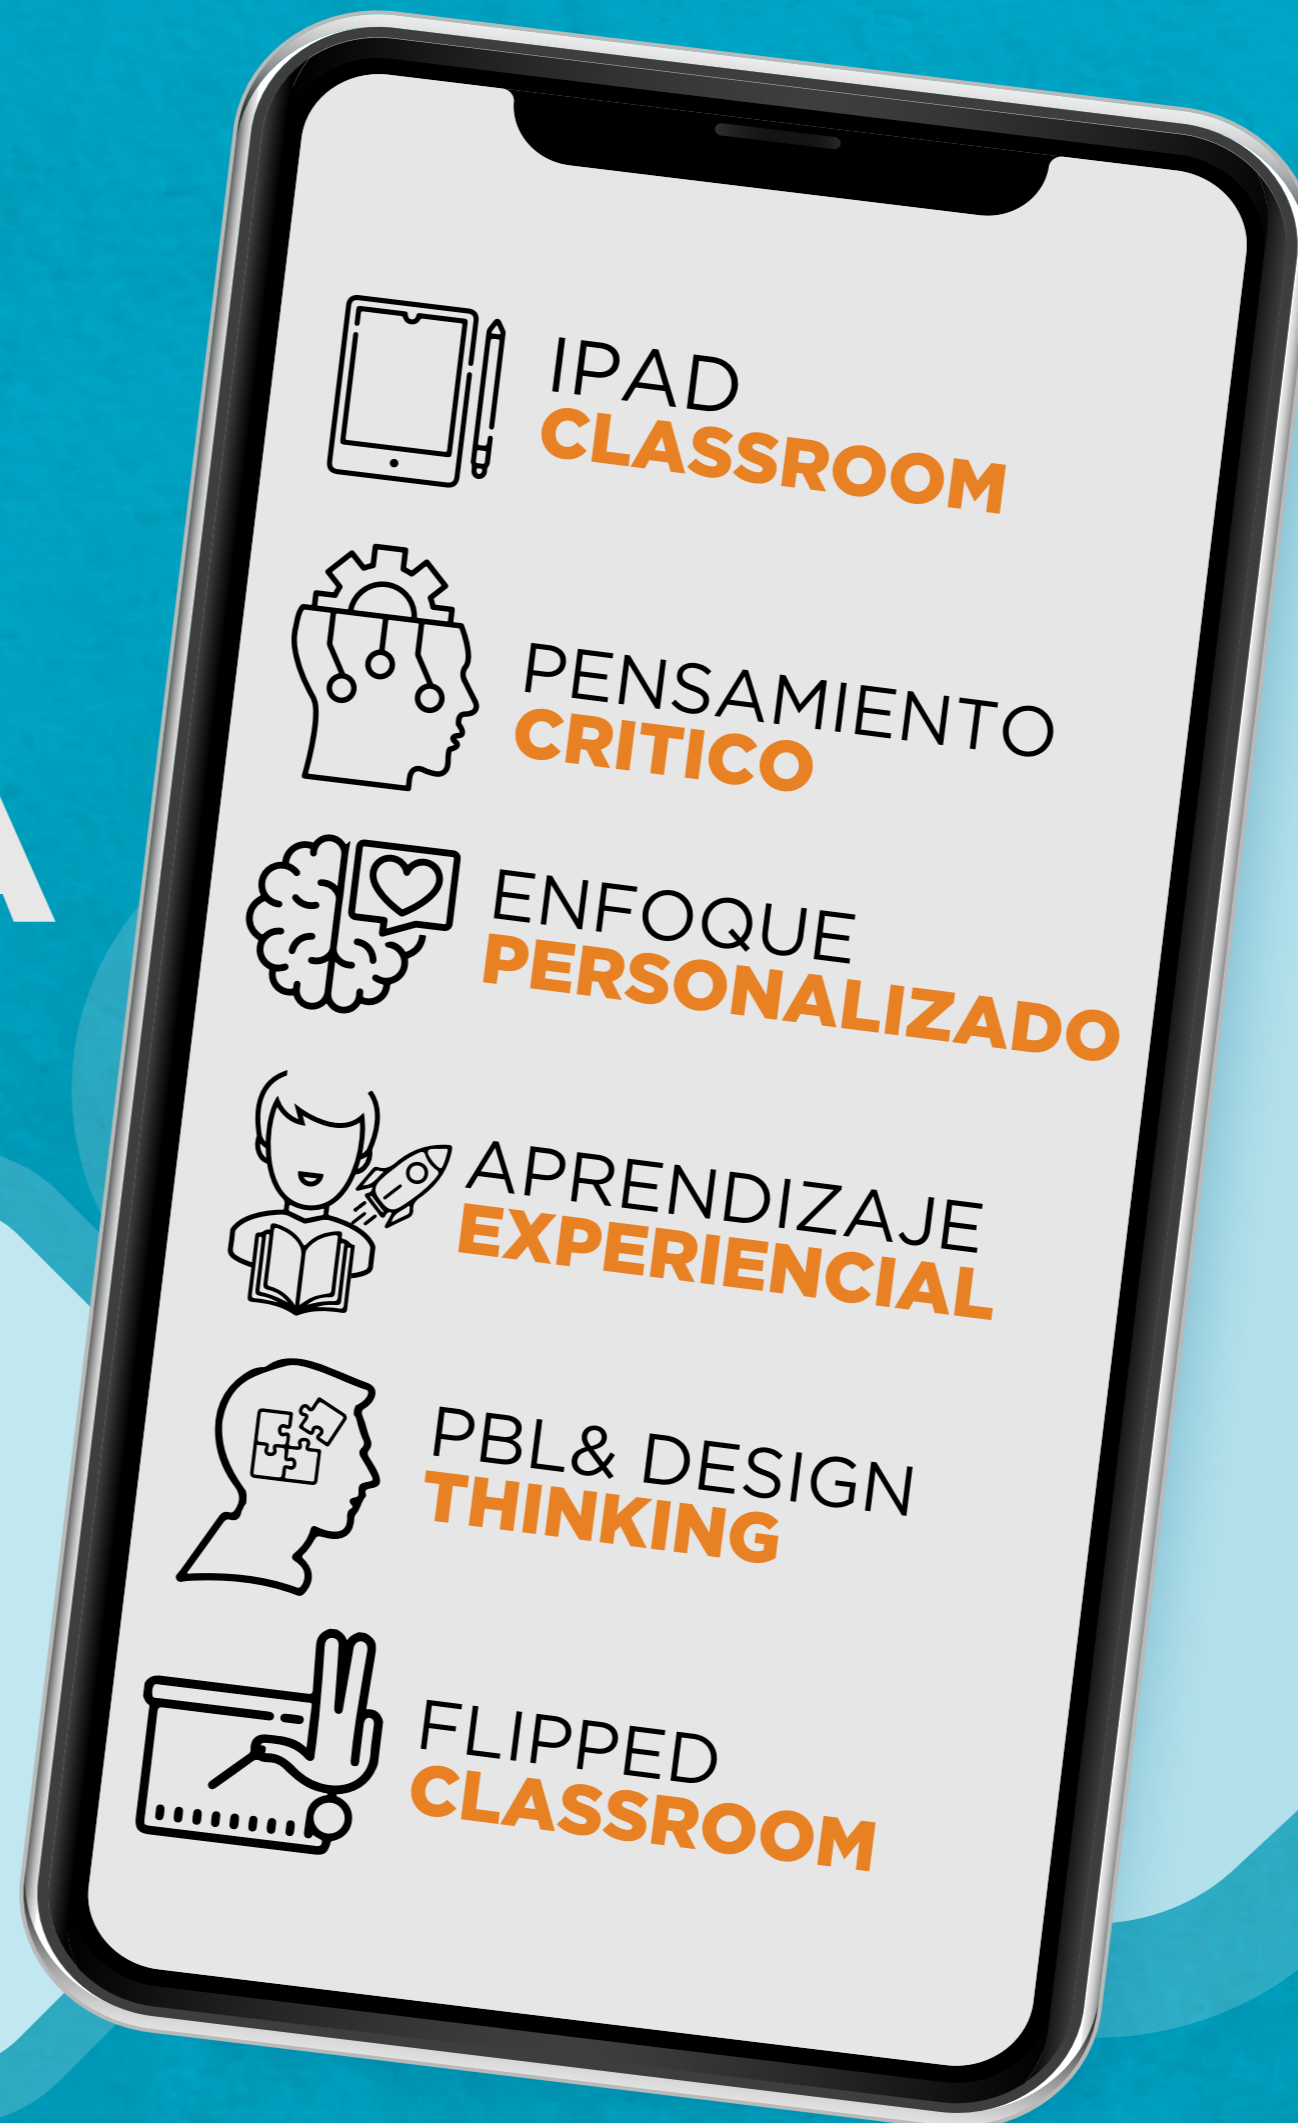 IPAD
CLASSROOM
PENSAMIENTO
CRITICO
ENFOQUE
PERSONALIZADO
APRENDIZAJE
EXPERIENCIAL
PBL& DESIGN
THINKING
FLIPPED
CLASSROOM